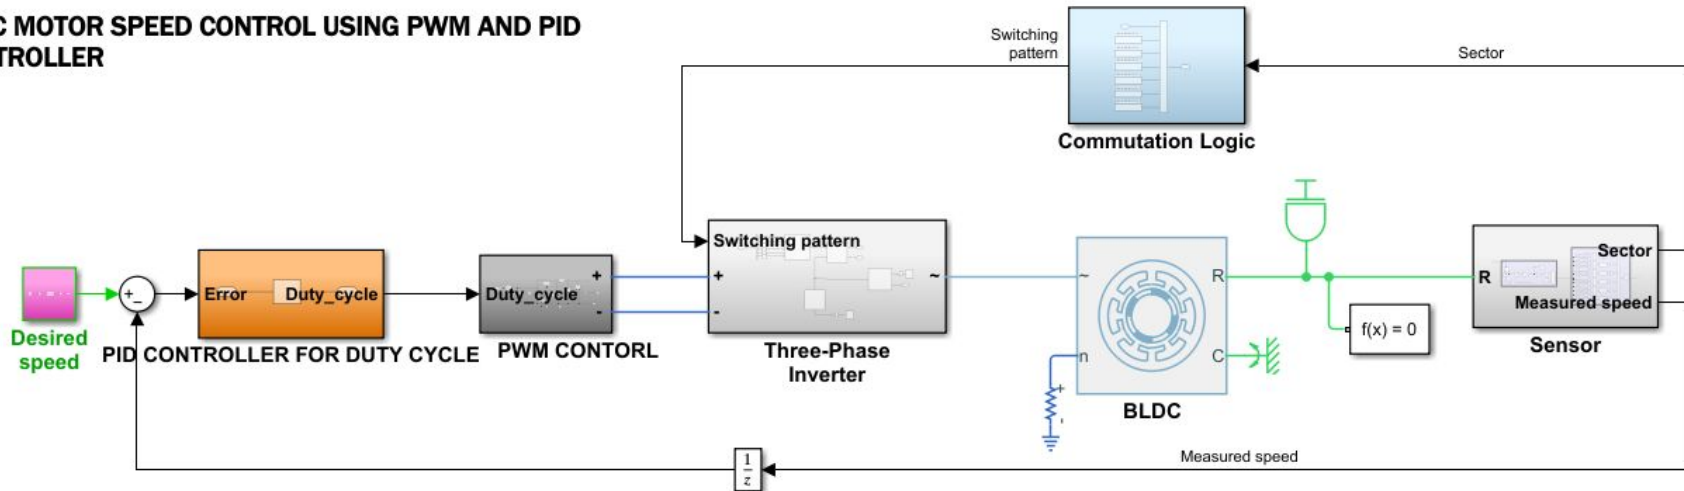 C MOTOR SPEED CONTROL USING PWM AND PID
TROLLER
Switching
pattern
Sector
Commutation Logic
Switching pattern
+
+
~
~
R
R
Sector
Error
Duty_cycle
Duty_cycle
-
-
Measured speed
+
-
f(x) = 0
Desired
speed
PID CONTROLLER FOR DUTY CYCLE
PWM CONTORL
Three-Phase
Inverter
n
C
Sensor
+
-
BLDC
Measured speed
1
z